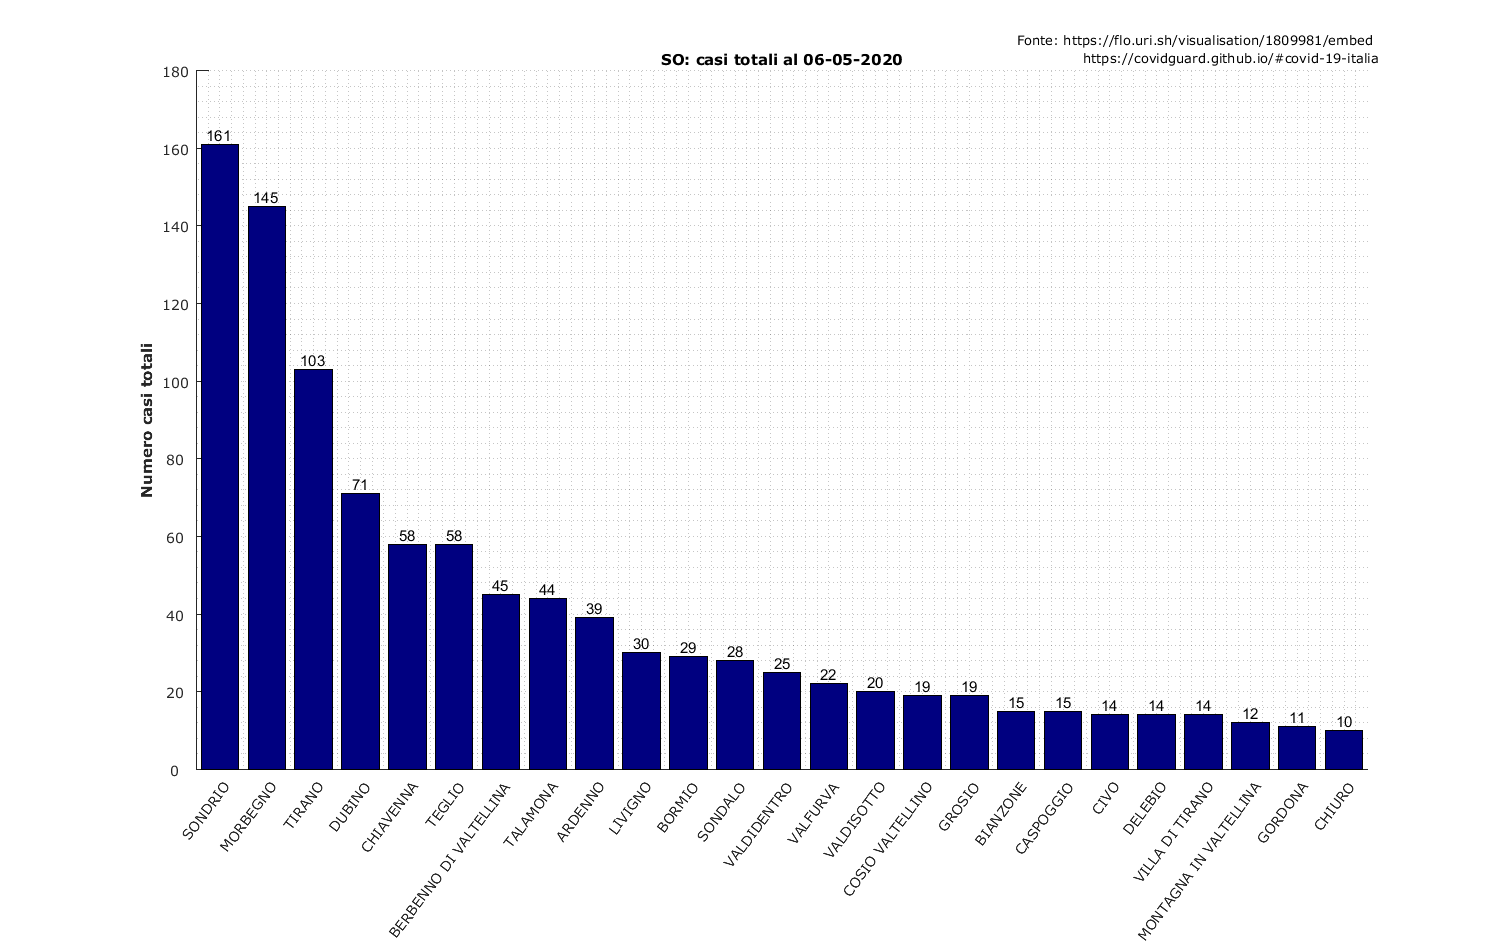 Fonte: https://flo.uri.sh/visualisation/1809981/embed
https://covidguard.github.io/#covid-19-italia
SO: casi totali al 06-05-2020
Numero casi totali
180
160
140
120
100
80
60
40
20
0
161
145
103
71
58
58
45
44
39
30
29
28
25
22
20
19
19
15
15
14
14
14
12
11
10
SONDRIO
MORBEGNO
TIRANO
DUBINO
CHIAVENNA
TEGLIO
BERBENNO DI VALTELLINA
TALAMONA
ARDENNO
LIVIGNO
BORMIO
SONDALO
VALDIDENTRO
VALFURVA
VALDISOTTO
COSIO VALTELLINO
GROSIO
BIANZONE
CASPOGGIO
CIVO
DELEBIO
VILLA DI TIRANO
MONTAGNA IN VALTELLINA
GORDONA
CHIURO